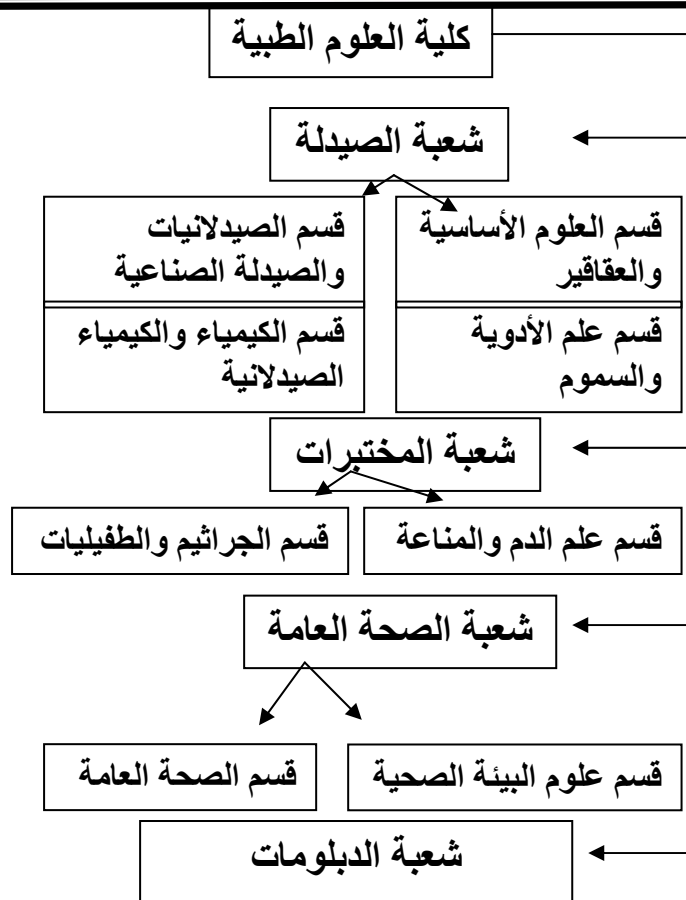 كلية العلوم الطبية
شعبة الصيدلة
قسم العلوم الأساسية
والعقاقير
قسم الصيدلانيات
والصيدلة الصناعية
قسم علم الأدوية
والسموم
قسم الكيمياء والكيمياء
الصيدلانية
شعبة المختبرات
قسم علم الدم والمناعة
قسم الجراثيم والطفيليات
شعبة الصحة العامة
قسم علوم البيئة الصحية
قسم الصحة العامة
شعبة الدبلومات